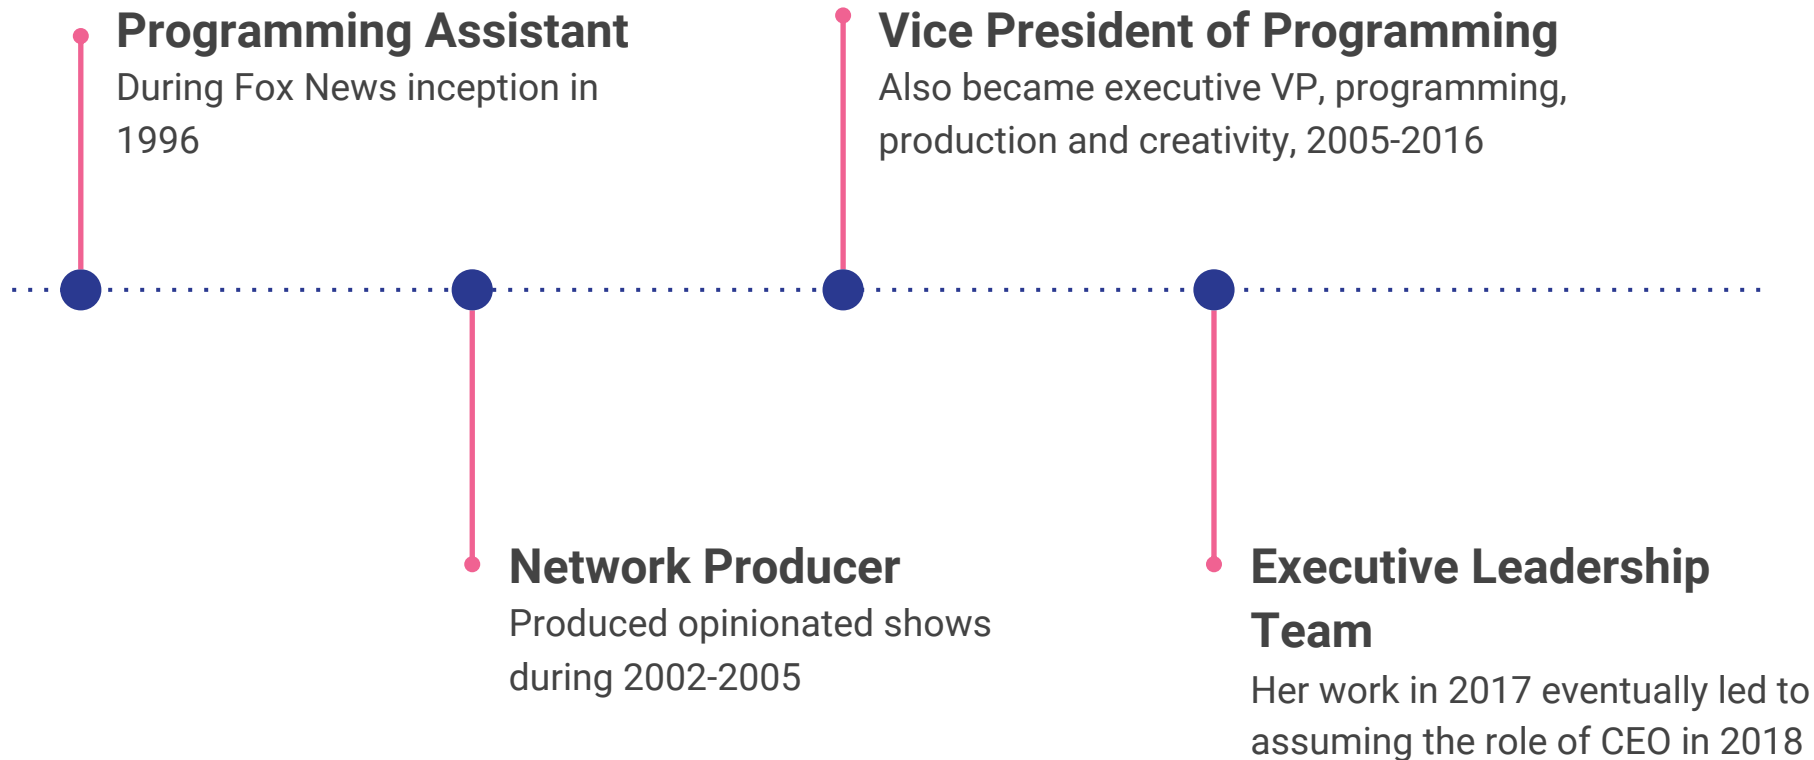 Programming Assistant
During Fox News inception in
1996
Vice President of Programming
Also became executive VP, programming,
production and creativity, 2005-2016
Network Producer
Produced opinionated shows
during 2002-2005
Executive Leadership
Team
Her work in 2017 eventually led to
assuming the role of CEO in 2018